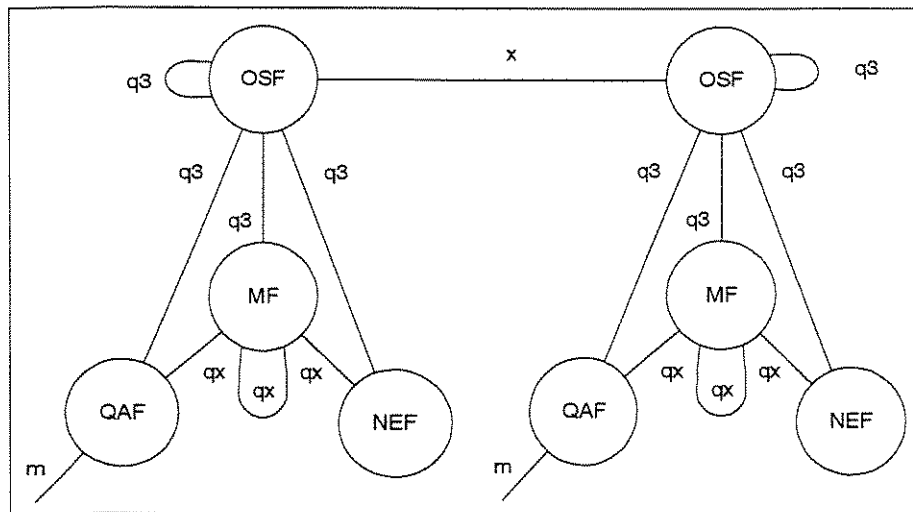 x
q3 OSF OSF q3
q3 q3 q3 q3
q3 q3
MF MF
qx qx qx qx qx qx
QAF NEF QAF NEF
m m